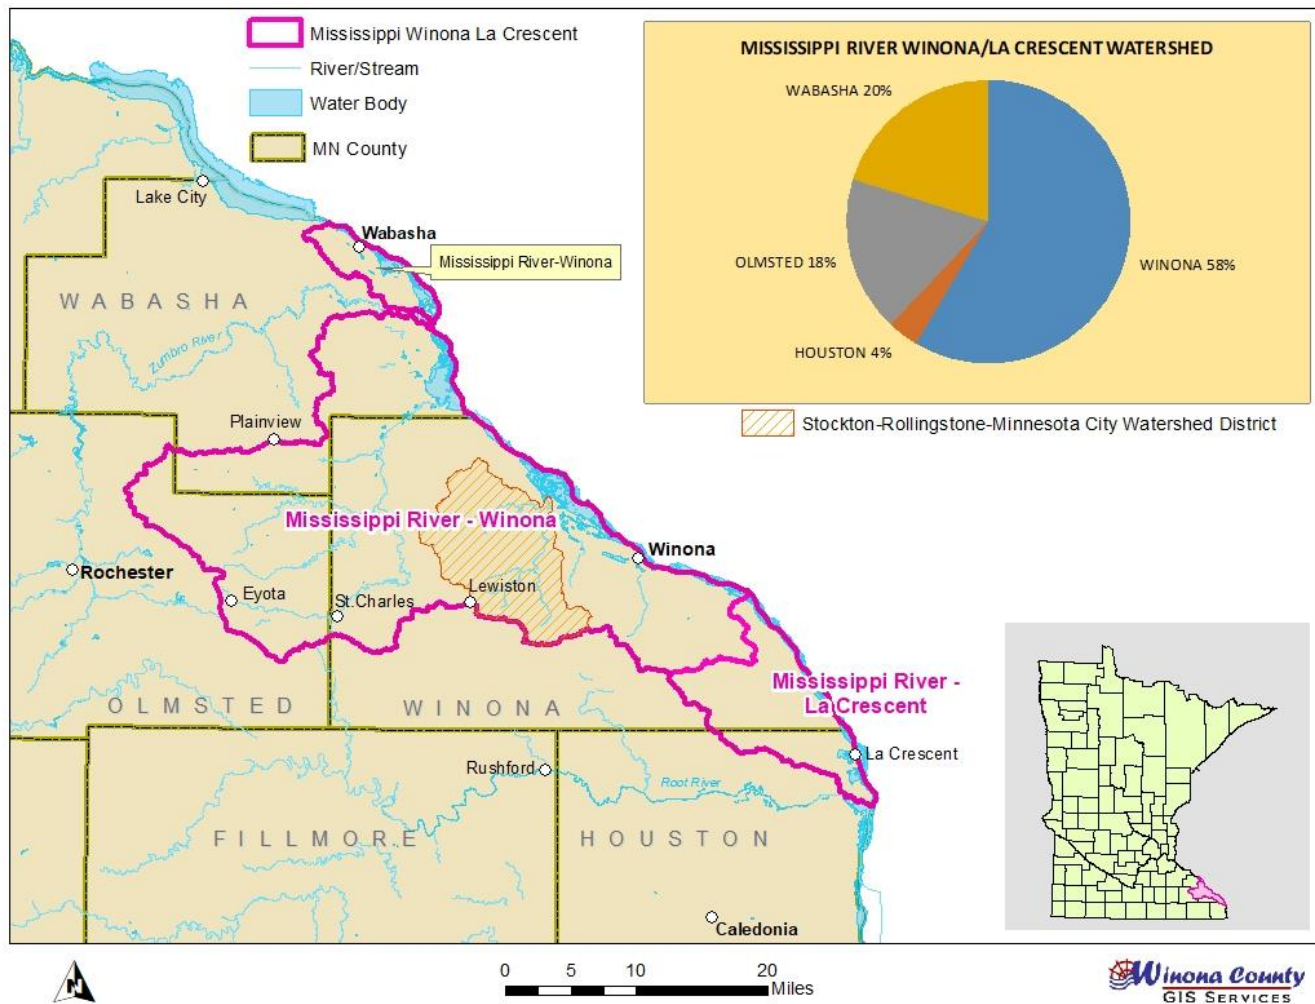 Mississippi Winona La Crescent
River/Stream
Water Body
MN County
MISSISSIPPI RIVER WINONA/LA CRESCENT WATERSHED
WABASHA 20%
OLMSTED 18%
WINONA 58%
HOUSTON 4%
Stockton-Rollingstone-Minnesota City Watershed District
Lake City
Wabasha
Mississippi River-Winona
WABASHA
Zumbro River
Plainview
Mississippi River - Winona
Winona
Rochester
Eyota
St.Charles
Lewiston
OLMSTED
WINONA
Mississippi River -
La Crescent
La Crescent
Rushford
Root River
FILLMORE
HOUSTON
Caledonia
N
0 5 10 20
Miles
Winona County
GIS SERVICES